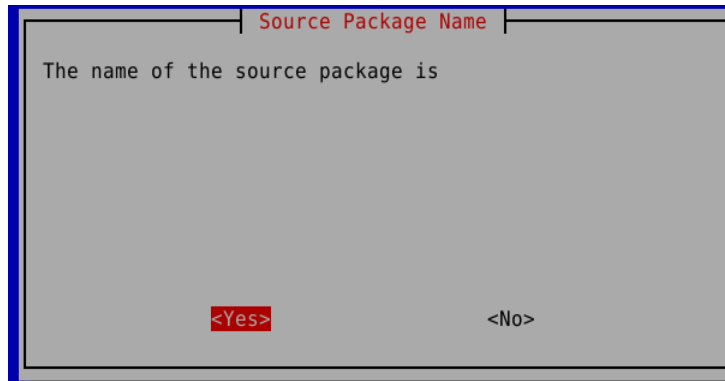 Source Package Name
The name of the source package is
<Yes> <No>